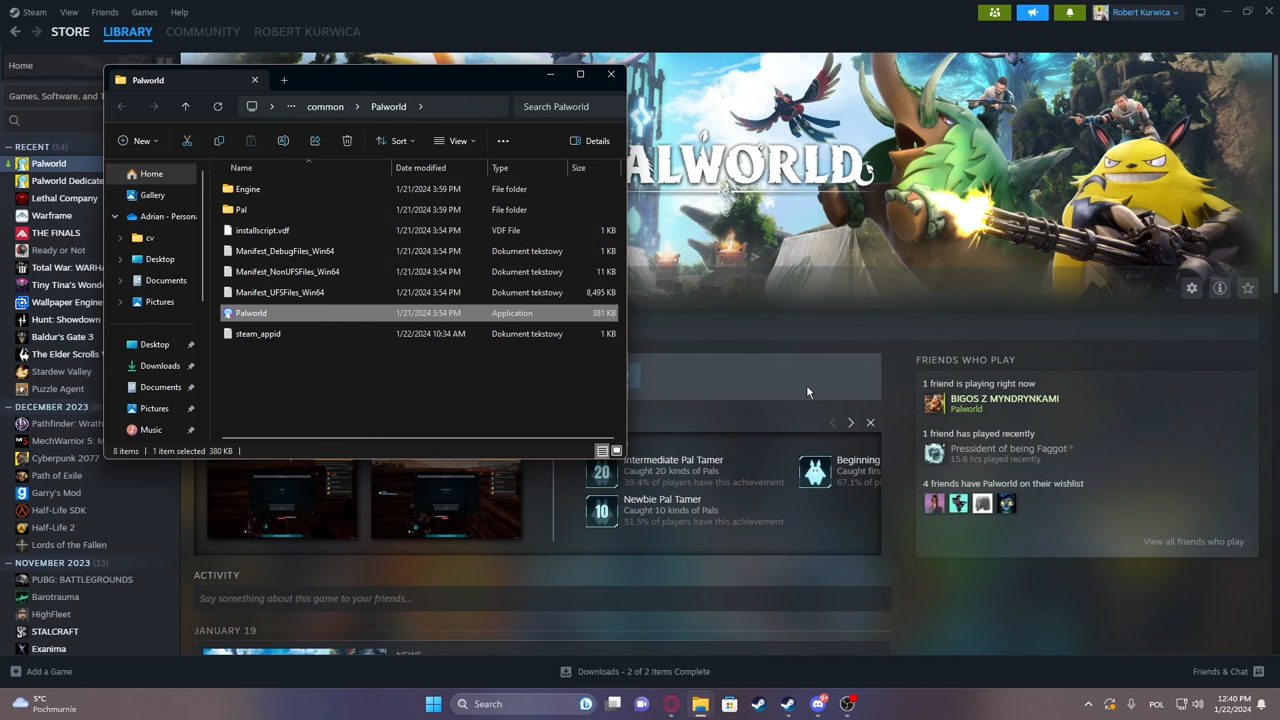 Steam View Friends Games Help
Robert Kurwica
STORE LIBRARY COMMUNITY ROBERT KURWICA
Home
Games, Software, and T
RECENT (14)
Palworld
Palworld Dedicate
Lethal Company
Warframe
THE FINALS
Ready or Not
Total War: WARH
Tiny Tina's Wonde
Wallpaper Engine
Hunt: Showdown
Baldur's Gate 3
The Elder Scrolls
Stardew Valley
Puzzle Agent
DECEMBER 2023
Pathfinder: Wrath
MechWarrior 5: M
Cyberpunk 2077
Path of Exile
Garry's Mod
Half-Life SDK
Half-Life 2
Lords of the Fallen
NOVEMBER 2023 (13)
PUBG: BATTLEGROUNDS
Barotrauma
HighFleet
STALCRAFT
Exanima
Palworld
common Palworld
Search Palworld
New Sort View Details
Home
Gallery
Adrian - Persona
cv
Desktop
Documents
Pictures
Desktop
Downloads
Documents
Pictures
Music
Name Date modified Type Size
Engine 1/21/2024 3:59 PM File folder
Pal 1/21/2024 3:59 PM File folder
installscript.vdf 1/21/2024 3:54 PM VDF File 1 KB
Manifest_DebugFiles_Win64 1/21/2024 3:54 PM Dokument tekstowy 1 KB
Manifest_NonUFSFiles_Win64 1/21/2024 3:54 PM Dokument tekstowy 11 KB
Manifest_UFSFiles_Win64 1/21/2024 3:54 PM Dokument tekstowy 8,495 KB
Palworld 1/21/2024 3:54 PM Application 381 KB
steam_appid 1/22/2024 10:34 AM Dokument tekstowy 1 KB
8 items 1 item selected 380 KB
ALWORLD
FRIENDS WHO PLAY
1 friend is playing right now
BIGOS Z MYNDRYNKAMI
Palworld
1 friend has played recently
Pressident of being Faggot®
15.6 hrs played recently
4 friends have Palworld on their wishlist
View all friends who play
20
Intermediate Pal Tamer
Caught 20 kinds of Pals
39.4% of players have this achievement
10
Newbie Pal Tamer
Caught 10 kinds of Pals
51.5% of players have this achievement
Beginning
Caught firs
67.1% of p
ACTIVITY
Say something about this game to your friends...
JANUARY 19
NEWS
Add a Game
Downloads - 2 of 2 Items Complete
Friends & Chat
5°C
Pochmurnie
Search
POL
12:40 PM
1/22/2024